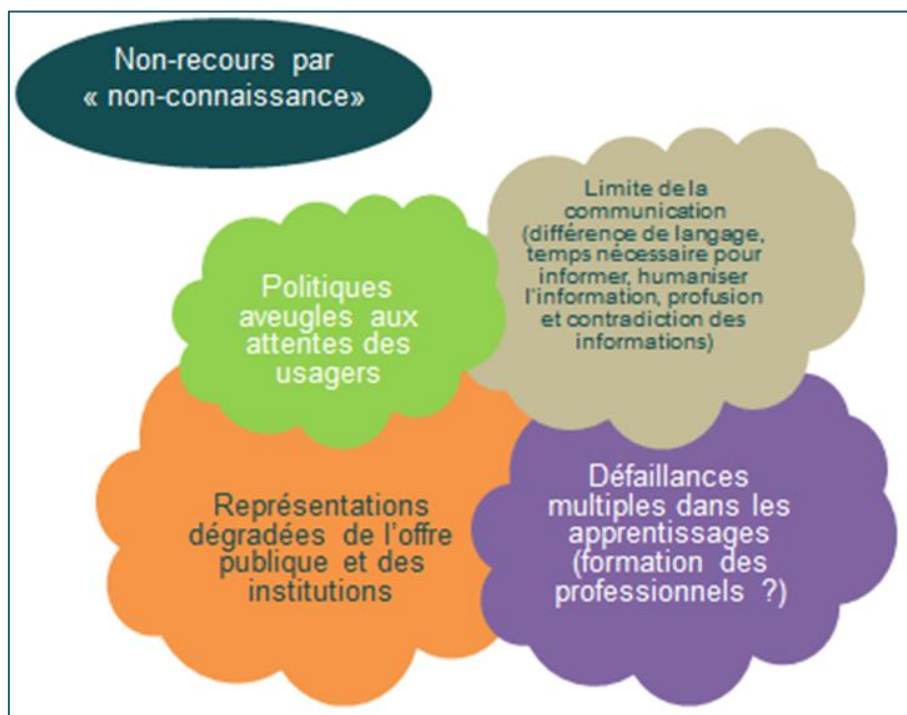 Non-recours par
« non-connaissance»
Limite de la
communication
(différence de langage,
temps nécessaire pour
informer, humaniser
l'information, profusion
et contradiction des
informations)
Politiques
aveugles aux
attentes des
usagers
Représentations
dégradées de l'offre
publique et des
institutions
Défaillances
multiples dans les
apprentissages
(formation des
professionnels ?)